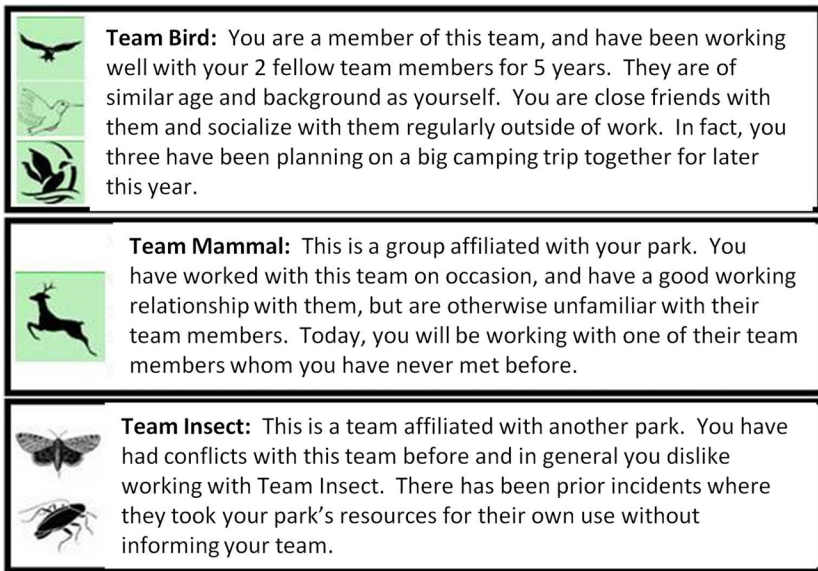 Team Bird: You are a member of this team, and have been working
well with your 2 fellow team members for 5 years. They are of
similar age and background as yourself. You are close friends with
them and socialize with them regularly outside of work. In fact, you
three have been planning on a big camping trip together for later
this year.
Team Mammal: This is a group affiliated with your park. You
have worked with this team on occasion, and have a good working
relationship with them, but are otherwise unfamiliar with their
team members. Today, you will be working with one of their team
members whom you have never met before.
Team Insect: This is a team affiliated with another park. You have
had conflicts with this team before and in general you dislike
working with Team Insect. There has been prior incidents where
they took your park's resources for their own use without
informing your team.